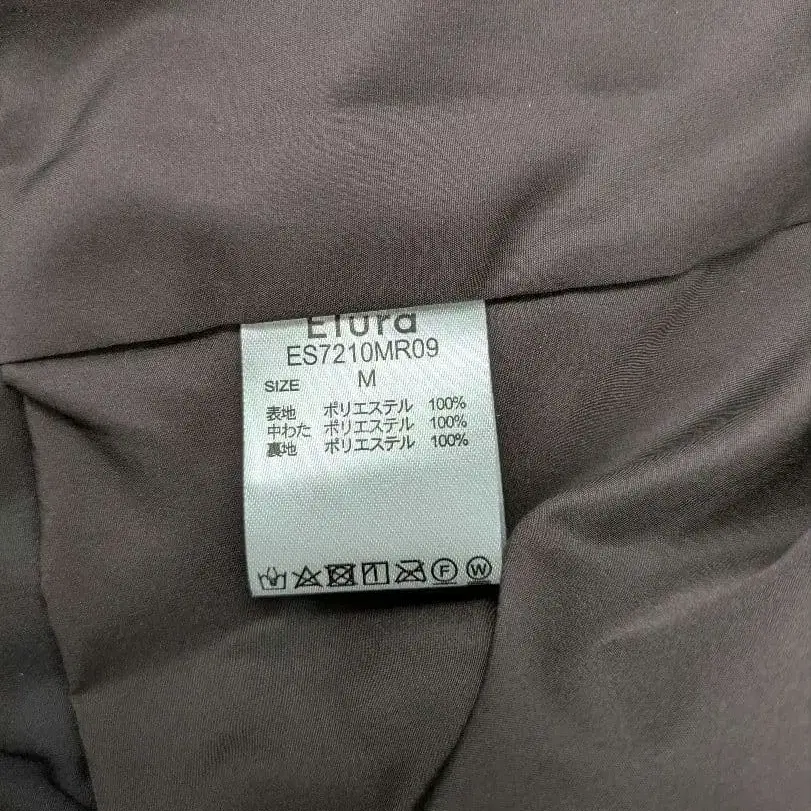 Elura
ES7210MR09
SIZE M
表地 ポリエステル 100%
中わた ポリエステル 100%
裏地 ポリエステル 100%
F W